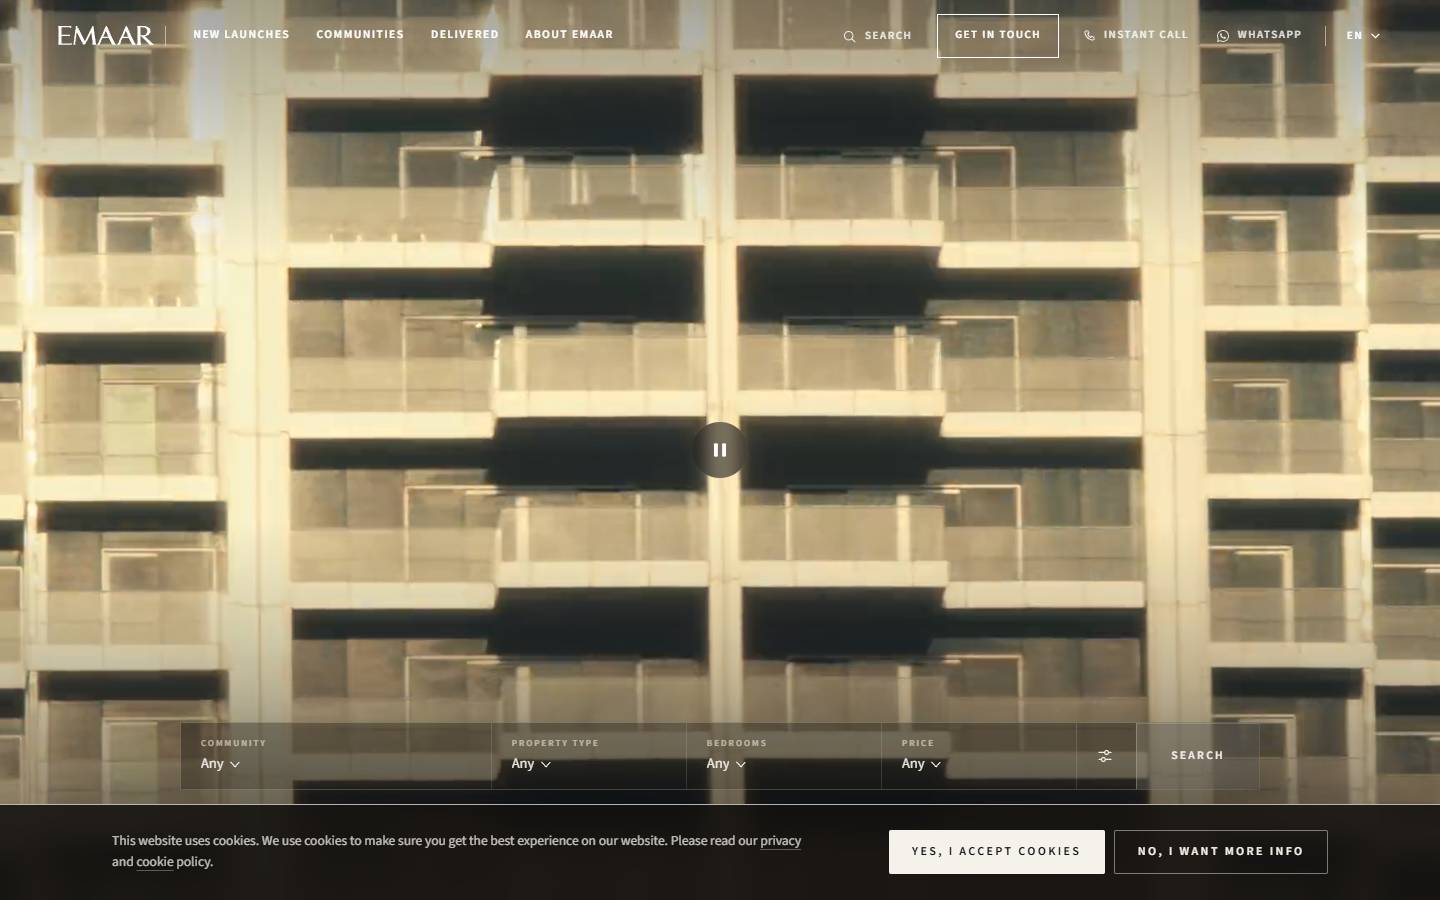 EMAAR
NEW LAUNCHES
COMMUNITIES
DELIVERED
ABOUT EMAAR
SEARCH
GET IN TOUCH
INSTANT CALL
WHATSAPP
EN
COMMUNITY
Any
PROPERTY TYPE
Any
BEDROOMS
Any
PRICE
Any
SEARCH
This website uses cookies. We use cookies to make sure you get the best experience on our website. Please read our privacy
and cookie policy.
YES, I ACCEPT COOKIES
NO, I WANT MORE INFO